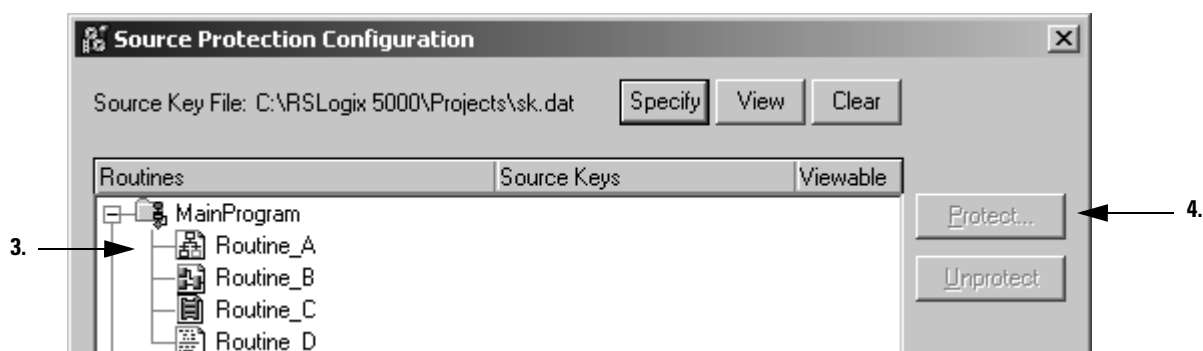 Source Protection Configuration
Source Key File: C:\RSLogix 5000\Projects\sk.dat Specify View Clear
Routines Source Keys Viewable
MainProgram
Protect...
4.
3.
Routine_A
Routine_B
Unprotect
Routine_C
Routine_D